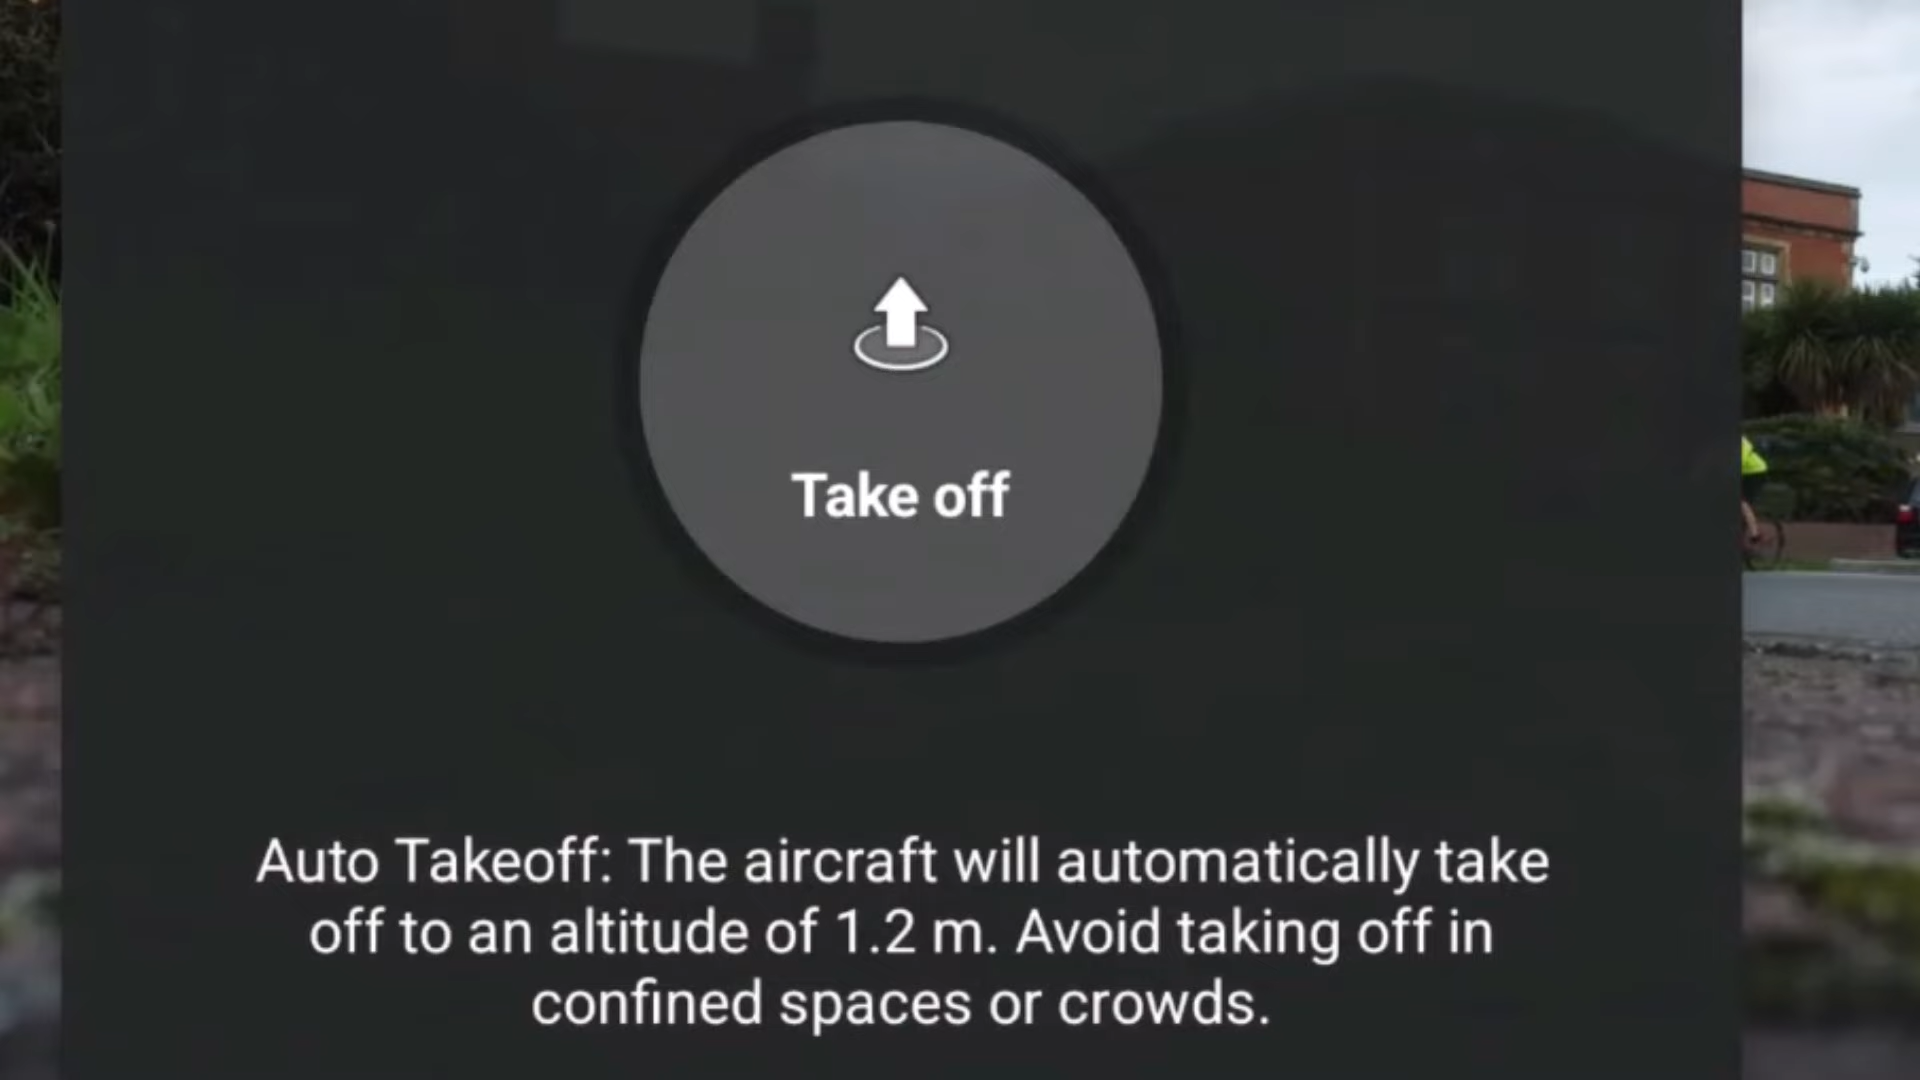 Take off
Auto Takeoff: The aircraft will automatically take
off to an altitude of 1.2 m. Avoid taking off in
confined spaces or crowds.